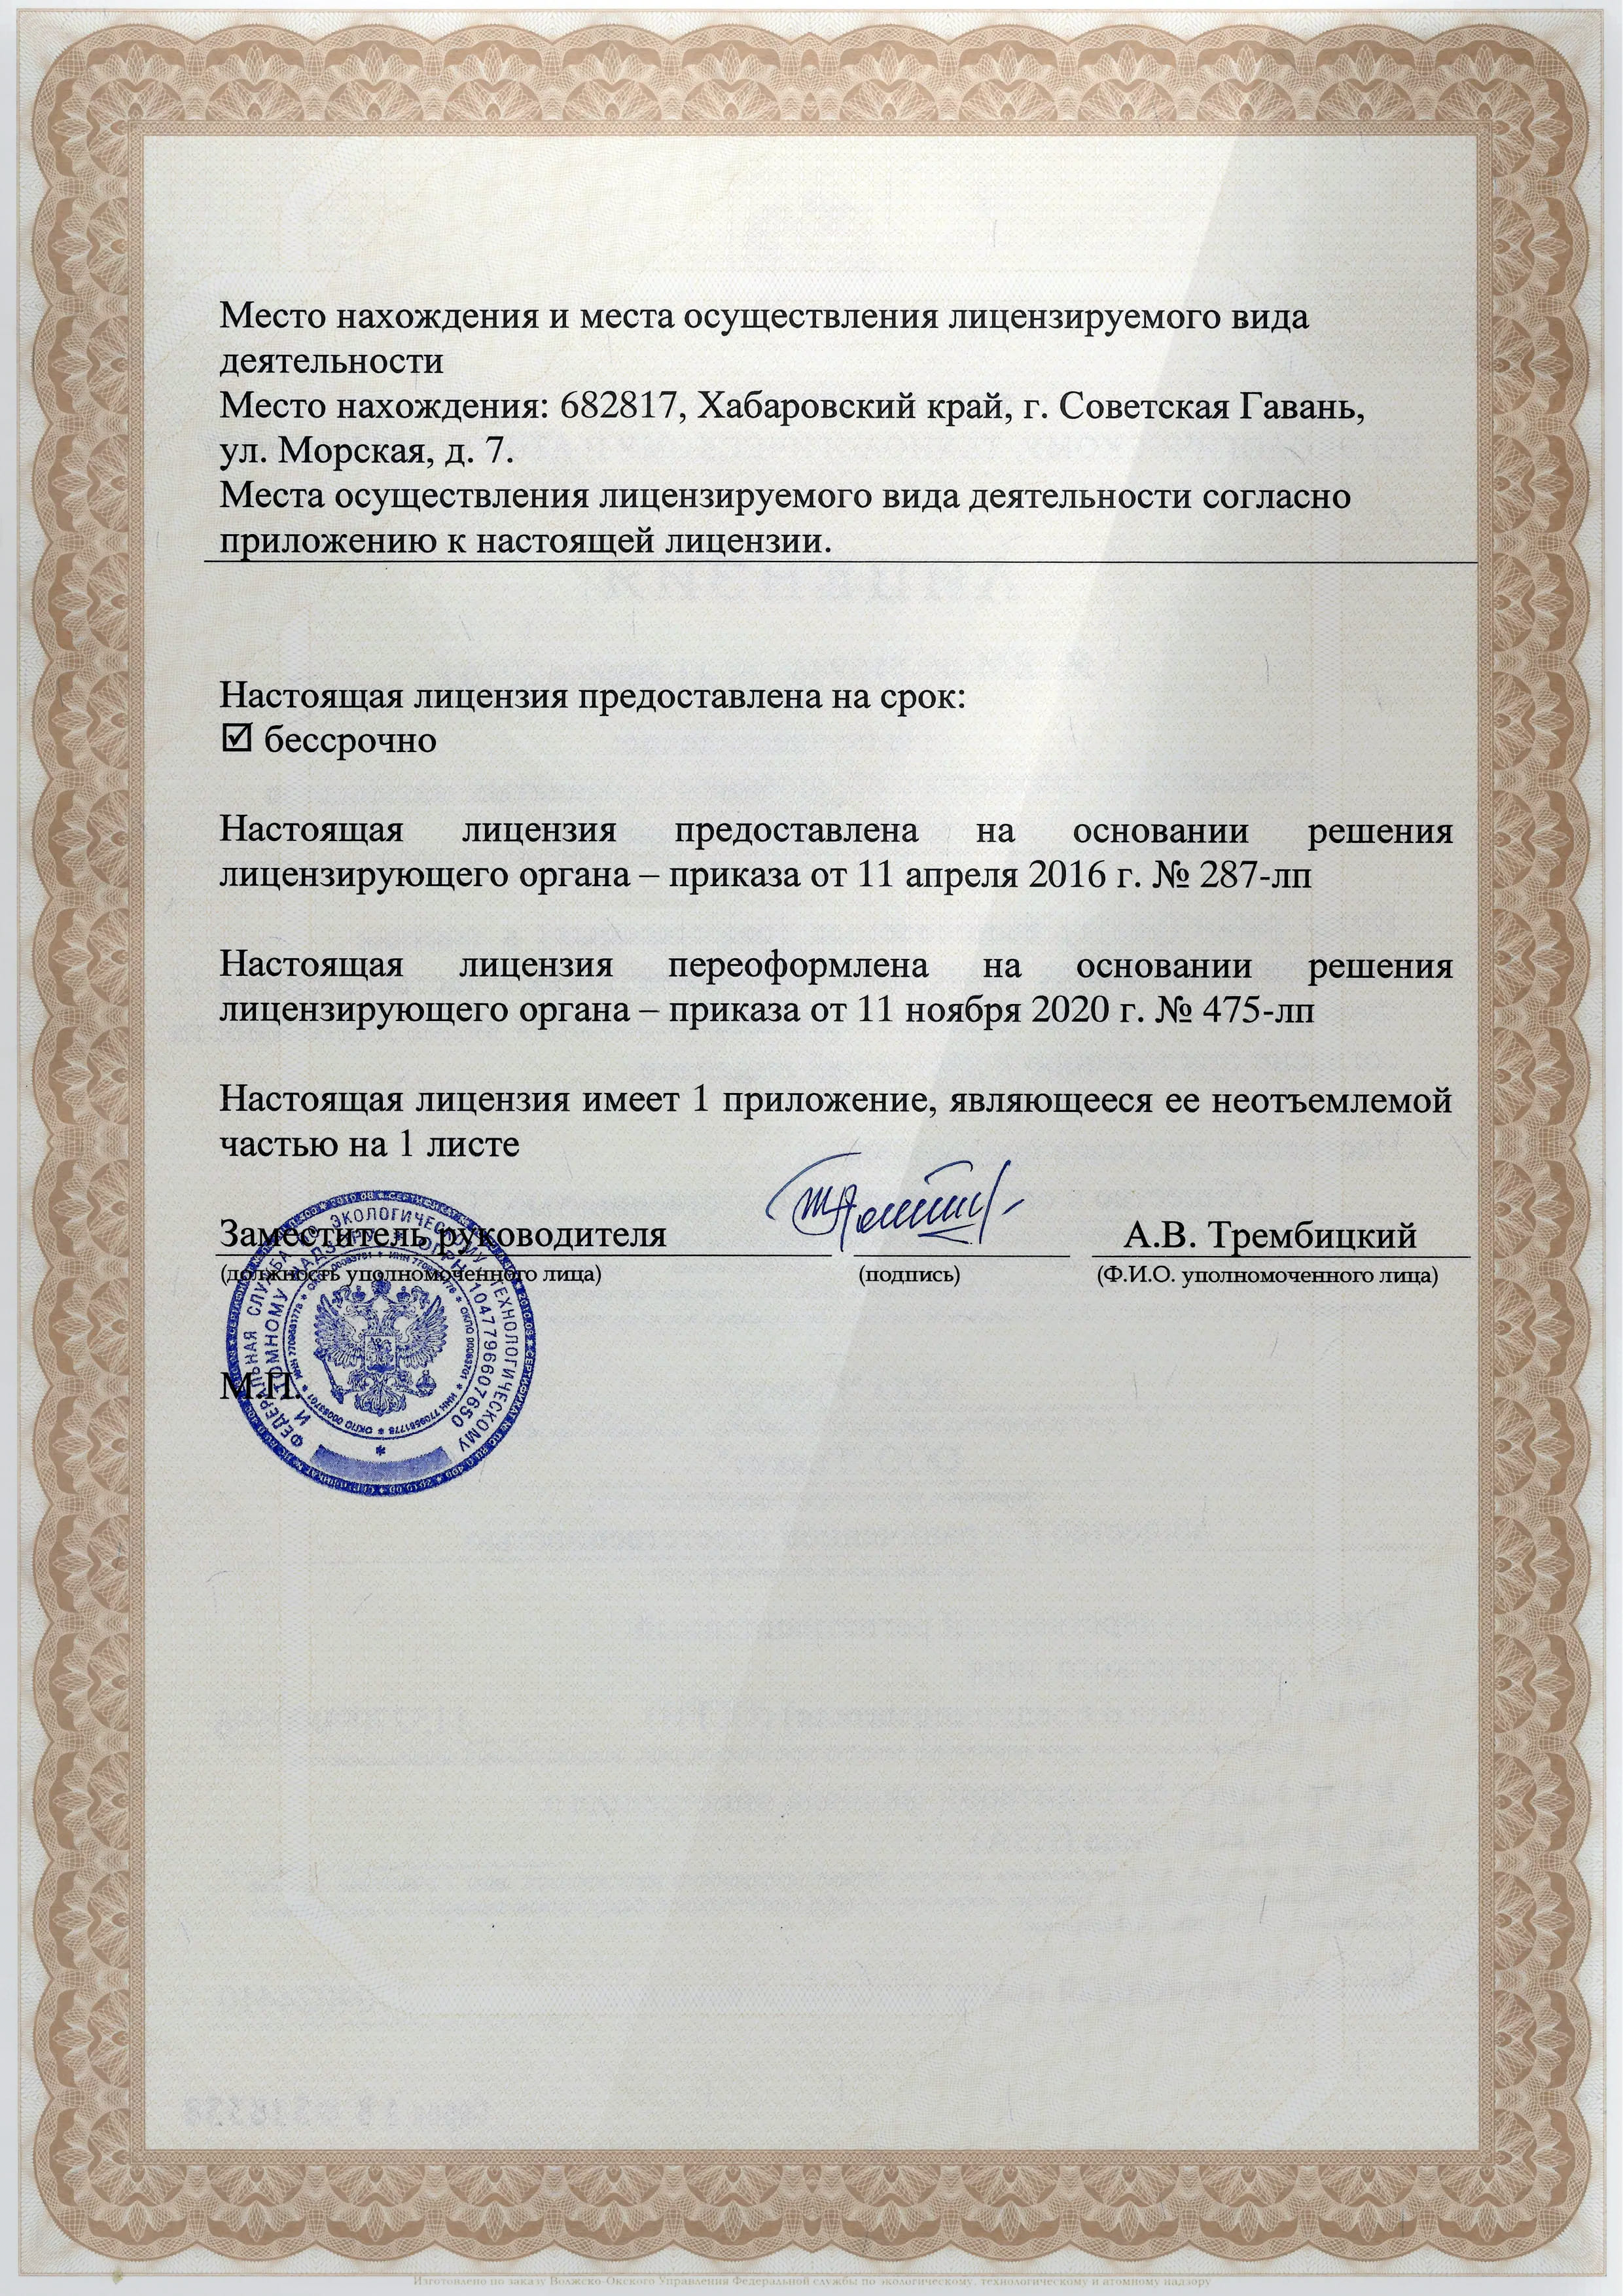 Место нахождения и места осуществления лицензируемого вида
деятельности
Место нахождения: 682817, Хабаровский край, г. Советская Гавань,
ул. Морская, д. 7.
Места осуществления лицензируемого вида деятельности согласно
приложению к настоящей лицензии.
Настоящая лицензия предоставлена на срок:
☑ бессрочно
Настоящая лицензия предоставлена на основании решения
лицензирующего органа – приказа от 11 апреля 2016 г. № 287-лп
Настоящая лицензия переоформлена на основании решения
лицензирующего органа – приказа от 11 ноября 2020 г. № 475-лп
Настоящая лицензия имеет 1 приложение, являющееся ее неотъемлемой
частью на 1 листе
Заместитель руководителя
А.В. Трембицкий
(должность уполномоченного лица)
(подпись)
(Ф.И.О. уполномоченного лица)
ФЕДЕРАЛЬНАЯ СЛУЖБА ПО ЭКОЛОГИЧЕСКОМУ, ТЕХНОЛОГИЧЕСКОМУ
И АТОМНОМУ НАДЗОРУ * ОГРН 1047796607650
М.П.
Изготовлено по заказу Волжско-Окского Управления Федеральной службы по экологическому, технологическому и атомному надзору